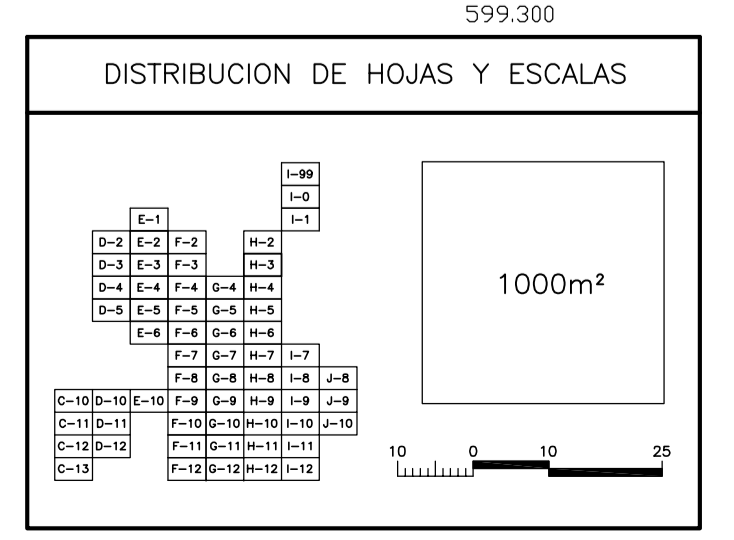 599.300
DISTRIBUCION DE HOJAS Y ESCALAS
I-99
I-0
E-1 I-1
D-2 E-2 F-2 H-2
D-3 E-3 F-3 H-3
D-4 E-4 F-4 G-4 H-4
D-5 E-5 F-5 G-5 H-5
E-6 F-6 G-6 H-6
F-7 G-7 H-7 I-7
F-8 G-8 H-8 I-8 J-8
C-10 D-10 E-10 F-9 G-9 H-9 I-9 J-9
C-11 D-11 F-10 G-10 H-10 I-10 J-10
C-12 D-12 F-11 G-11 H-11 I-11
C-13 F-12 G-12 H-12 I-12
1000m²
10 0 10 25